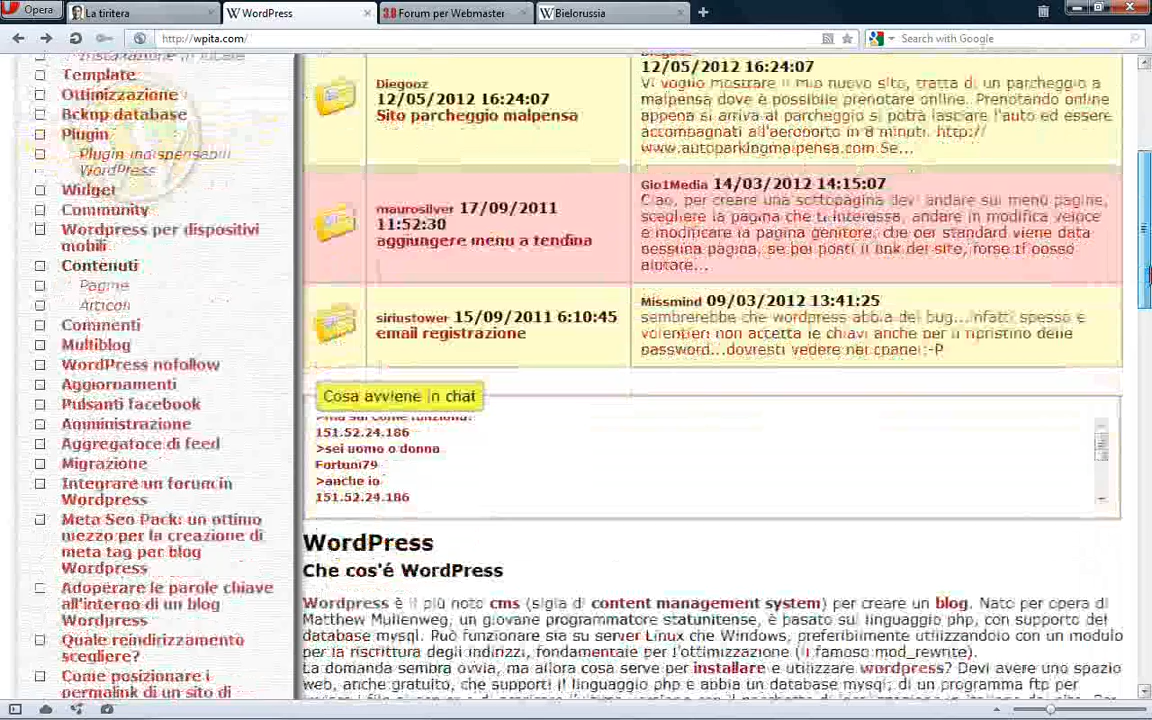 Opera
La tiritera
WordPress
Forum per Webmaster
Bielorussia
http://wpita.com/
Search with Google
Installazione in locale
Template
Ottimizzazione
Bckup database
Plugin
Plugin indispensabili
WordPress
Widget
Community
Wordpress per dispositivi
mobili
Contenuti
Pagine
Articoli
Commenti
Multiblog
WordPress nofollow
Aggiornamenti
Pulsanti facebook
Amministrazione
Aggregatore di feed
Migrazione
Integrare un forum in
Wordpress
Meta Seo Pack: un ottimo
mezzo per la creazione di
meta tag per blog
Wordpress
Adoperare le parole chiave
all'interno di un blog
Wordpress
Quale reindirizzamento
scegliere?
Come posizionare i
permalink di un sito di
Diegooz
12/05/2012 16:24:07
Sito parcheggio malpensa
Diegooz
12/05/2012 16:24:07
Vi voglio mostrare il mio nuovo sito, tratta di un parcheggio a
malpensa dove è possibile prenotare online. Prenotando online
appena si arriva al parcheggio si potrà lasciare l'auto ed essere
accompagnati all'aeroporto in 8 minuti. http://
www.autoparkingmalpensa.com Se...
maurosilver 17/09/2011
11:52:30
aggiungere menu a tendina
Gio1Media 14/03/2012 14:15:07
Ciao, per creare una sottopagina devi andare sul menù pagine,
scegliere la pagina che ti interessa, andare in modifica veloce
e modificare la pagina genitore, che per standard viene data
nessuna pagina, se poi posti il link del sito, forse ti posso
aiutare...
siriustower 15/09/2011 6:10:45
email registrazione
Missmind 09/03/2012 13:41:25
sembrerebbe che wordpress abbia dei bug... infatti spesso e
volentieri non accetta le chiavi anche per il ripristino delle
password...dovresti vedere nel cpanel ;-P
Cosa avviene in chat
151.52.24.186
>sei uomo o donna
Fortuni79
>anche io
151.52.24.186
WordPress
Che cos'é WordPress
Wordpress è il più noto cms (sigla di content management system) per creare un blog. Nato per opera di
Matthew Mullenweg, un giovane programmatore statunitense, è basato sul linguaggio php, con supporto del
database mysql. Può funzionare sia su server Linux che Windows, preferibilmente utilizzandolo con un modulo
per la riscrittura degli indirizzi, fondamentale per l'ottimizzazione (il famoso mod_rewrite).
La domanda sembra ovvia, ma allora cosa serve per installare e utilizzare wordpress? Devi avere uno spazio
web, anche gratuito, che supporti il linguaggio php e abbia un database mysql; di un programma ftp per